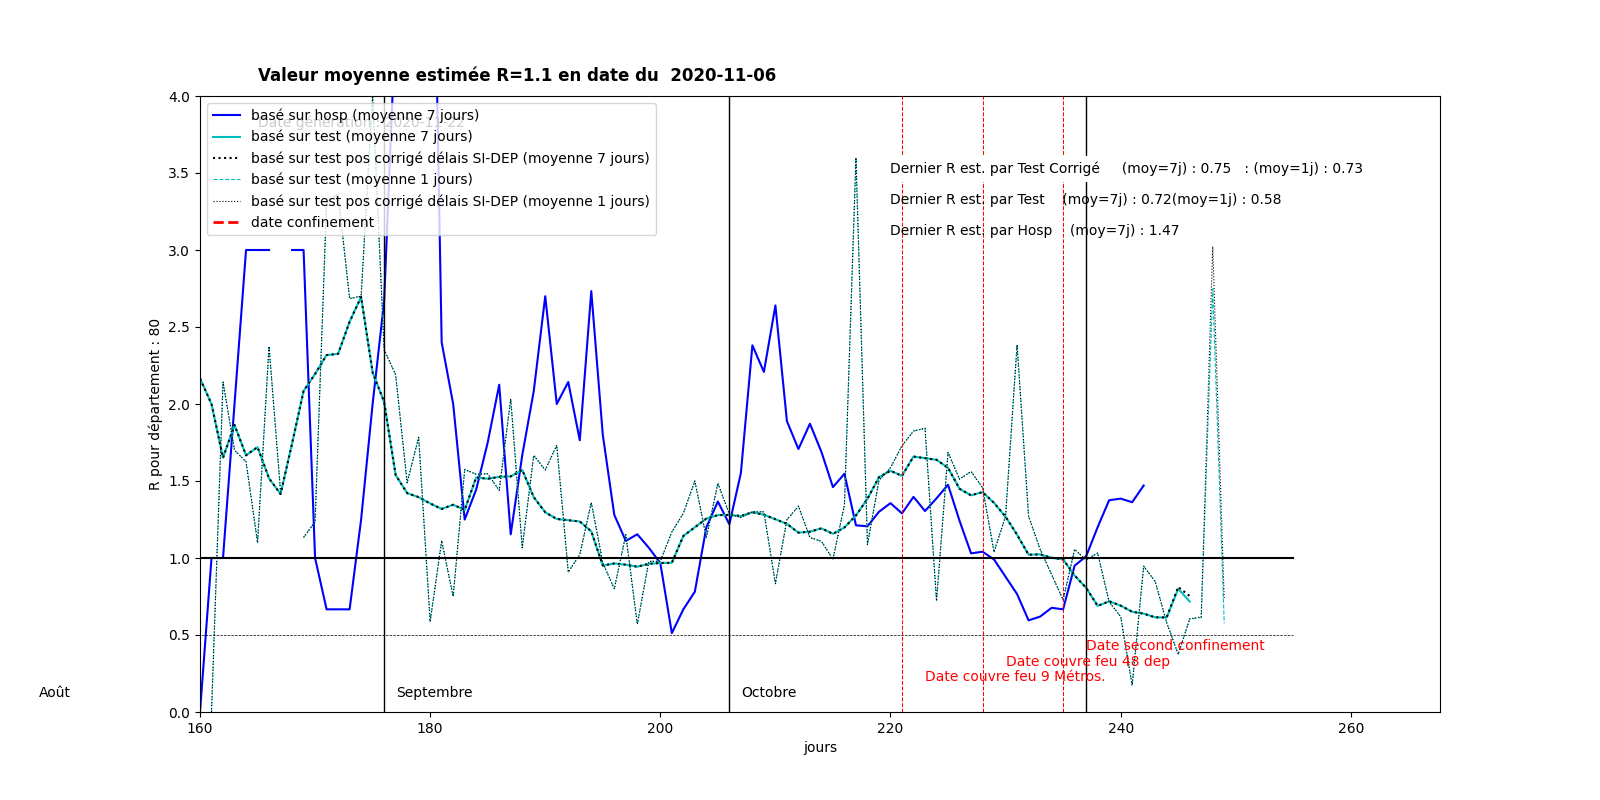 Valeur moyenne estimée R=1.1 en date du  2020-11-06
4.0
3.5
3.0
2.5
2.0
1.5
1.0
0.5
0.0
R pour département : 80
basé sur hosp (moyenne 7 jours)
basé sur test (moyenne 7 jours)
basé sur test pos corrigé délais SI-DEP (moyenne 7 jours)
basé sur test (moyenne 1 jours)
basé sur test pos corrigé délais SI-DEP (moyenne 1 jours)
date confinement
Dernier R est. par Test Corrigé     (moy=7j) : 0.75   : (moy=1j) : 0.73
Dernier R est. par Test    (moy=7j) : 0.72(moy=1j) : 0.58
Dernier R est. par Hosp    (moy=7j) : 1.47
Date second confinement
Date couvre feu 48 dep
Date couvre feu 9 Métros.
Août
Septembre
Octobre
160
180
200
220
240
260
jours